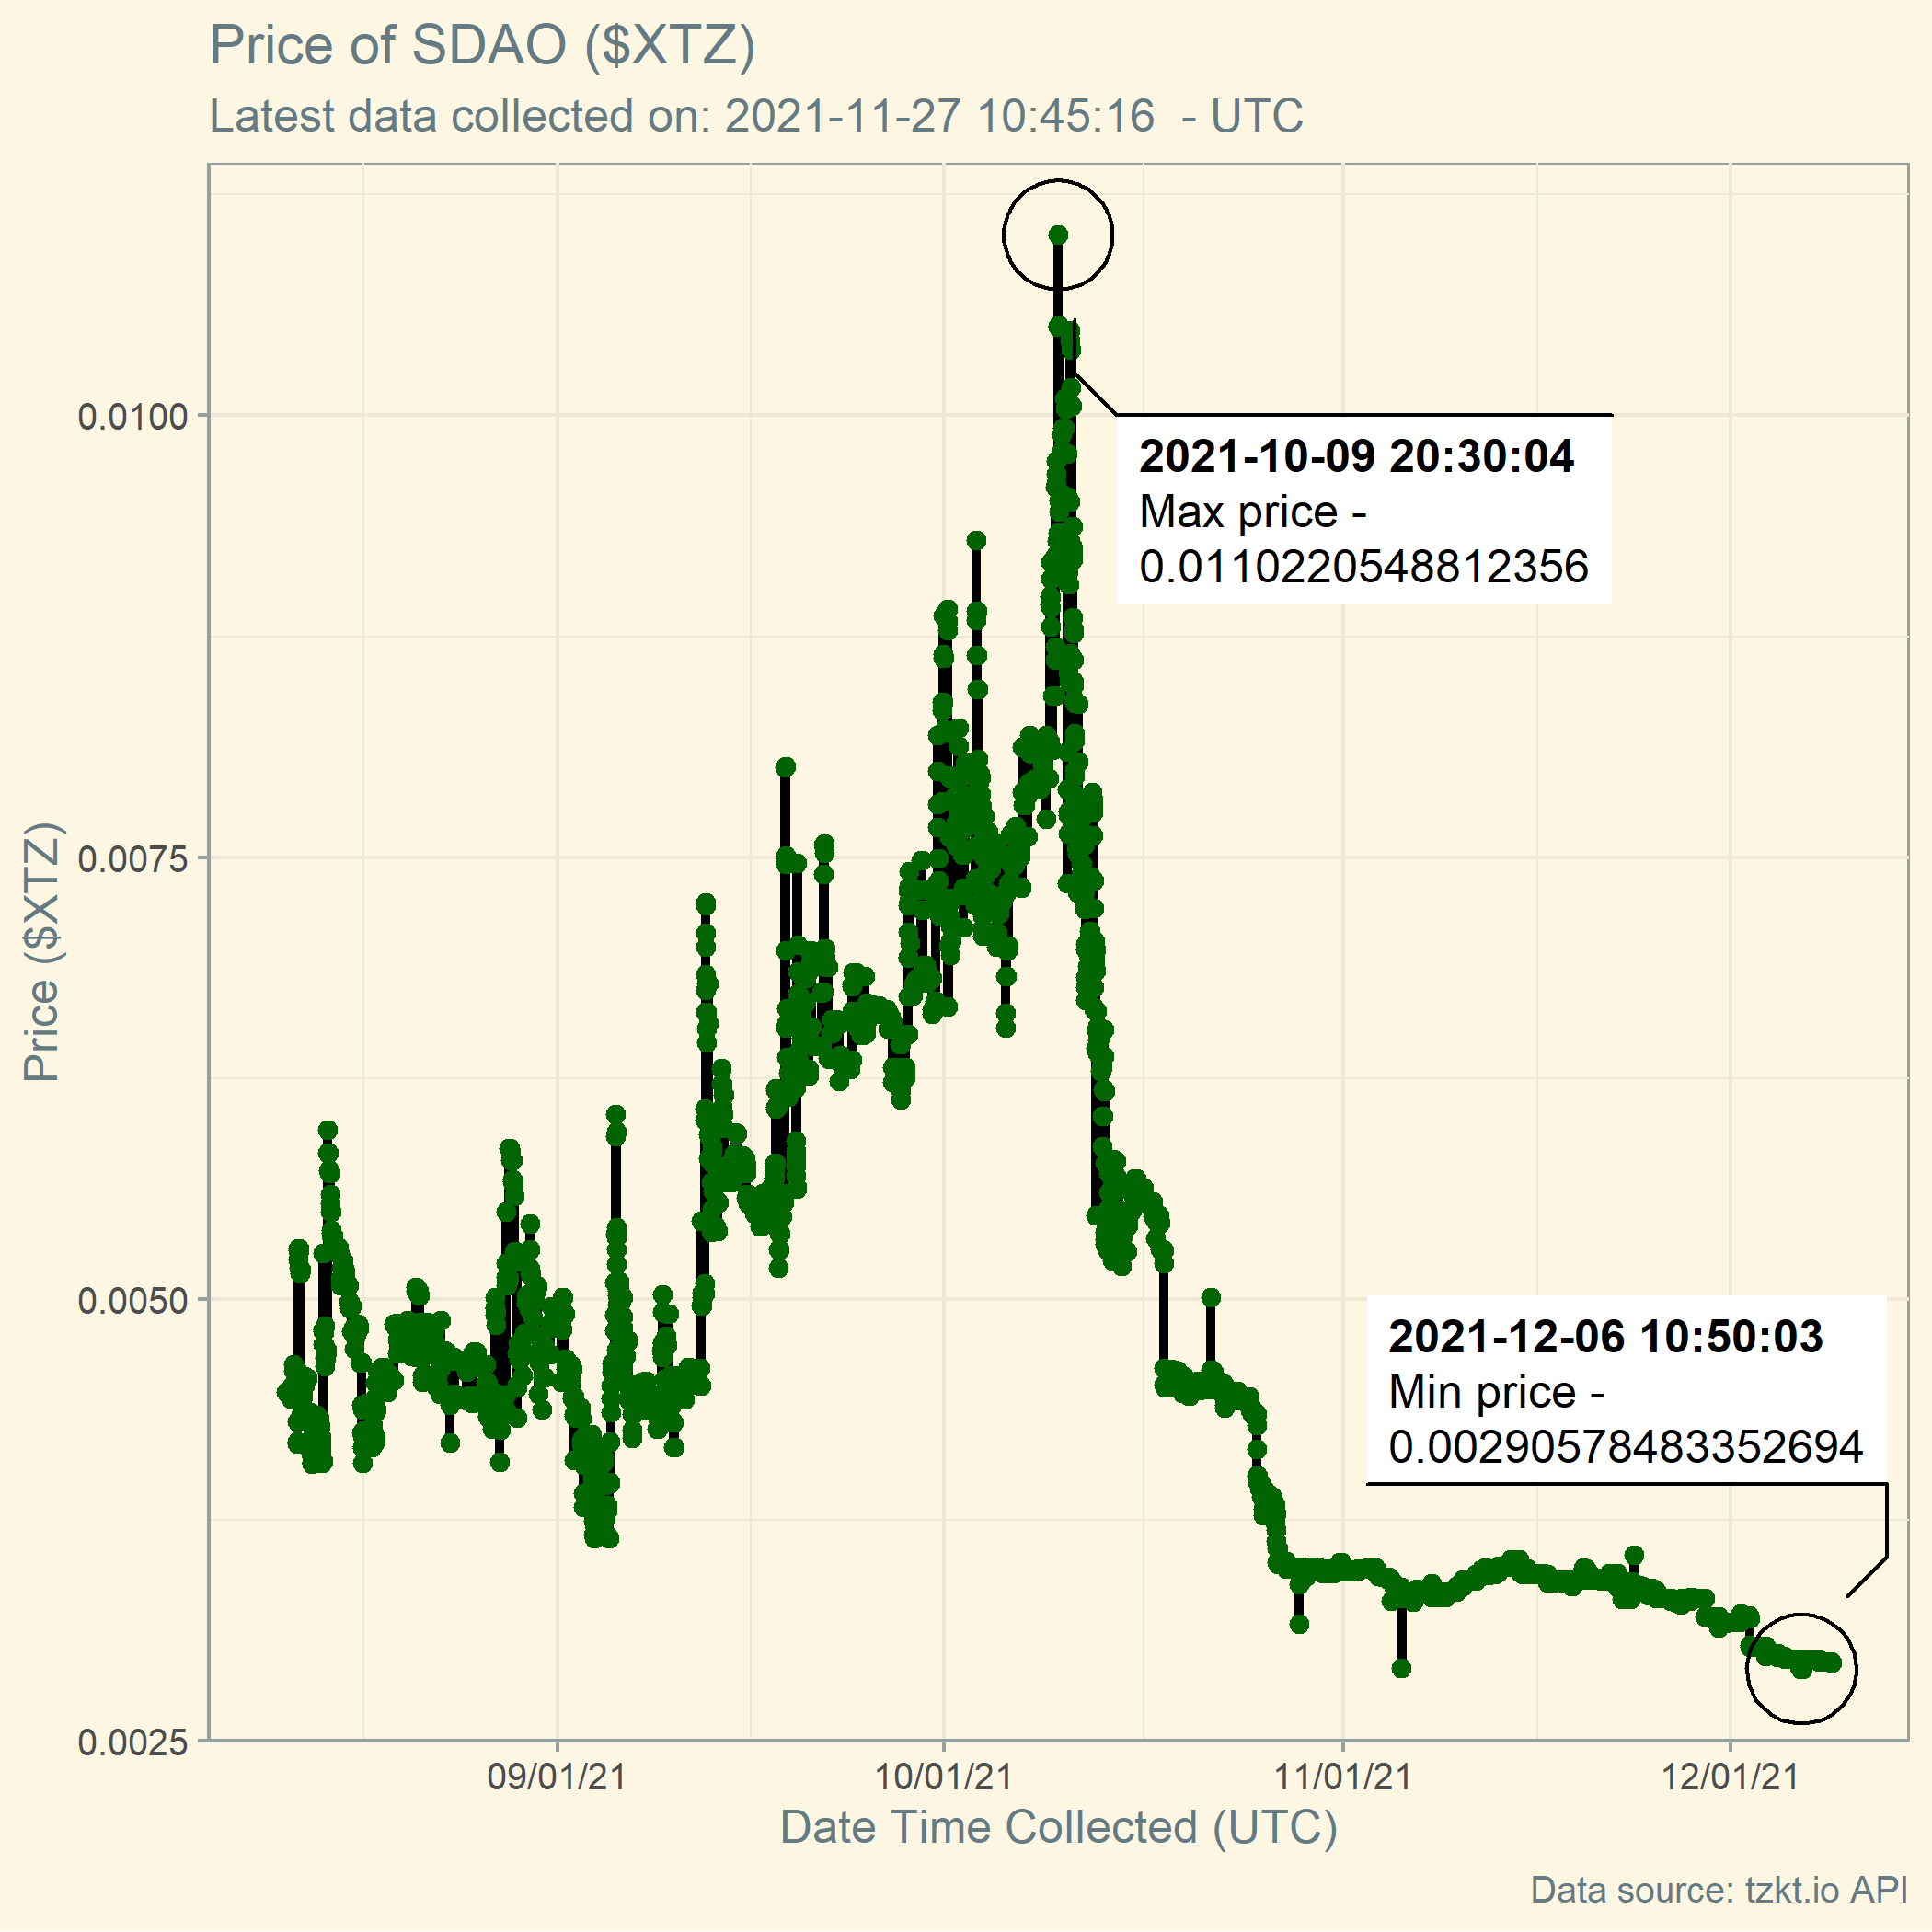 Price of SDAO ($XTZ)
Latest data collected on: 2021-11-27 10:45:16  - UTC
Price ($XTZ)
0.0100
0.0075
0.0050
0.0025
2021-10-09 20:30:04
Max price -
0.0110220548812356
2021-12-06 10:50:03
Min price -
0.00290578483352694
09/01/21
10/01/21
11/01/21
12/01/21
Date Time Collected (UTC)
Data source: tzkt.io API